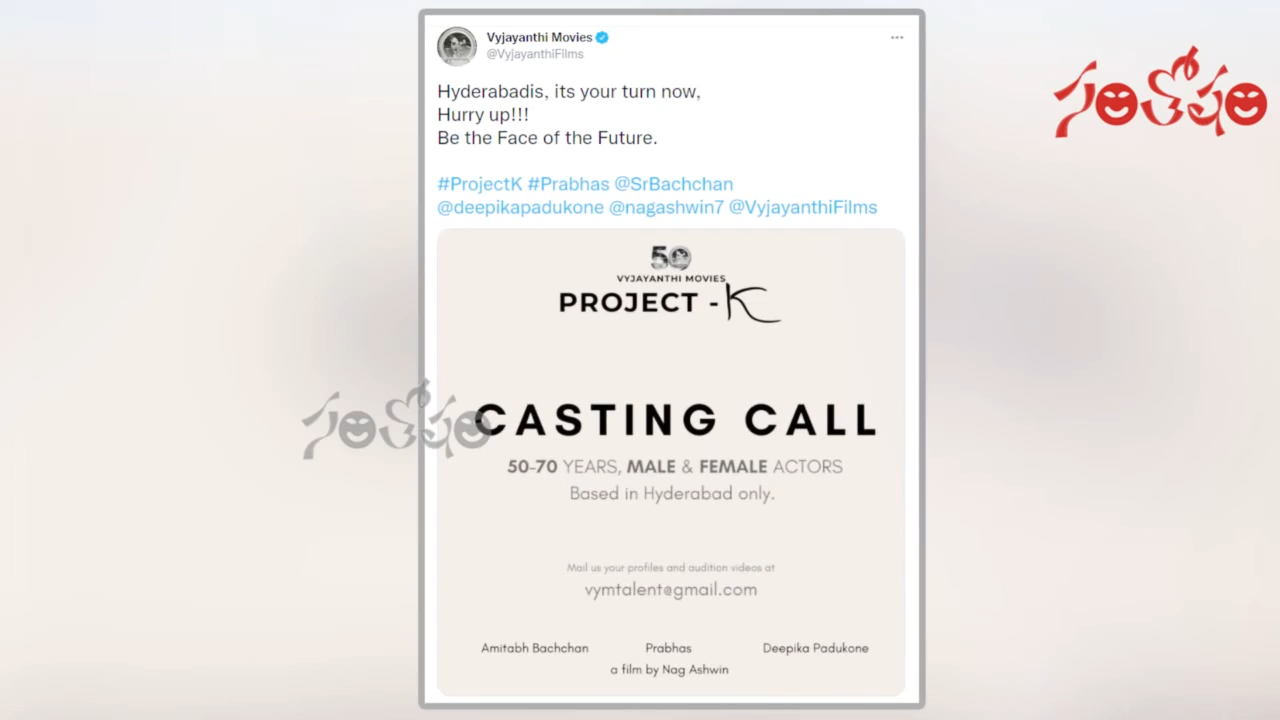 Vyjayanthi Movies
@VyjayanthiFilms
Hyderabadis, its your turn now,
Hurry up!!!
Be the Face of the Future.
#ProjectK #Prabhas @SrBachchan
@deepikapadukone @nagashwin7 @VyjayanthiFilms
50
VYJAYANTHI MOVIES
PROJECT - K
CASTING CALL
50-70 YEARS, MALE & FEMALE ACTORS
Based in Hyderabad only.
Mail us your profiles and audition videos at
vymtalent@gmail.com
Amitabh Bachchan Prabhas Deepika Padukone
a film by Nag Ashwin